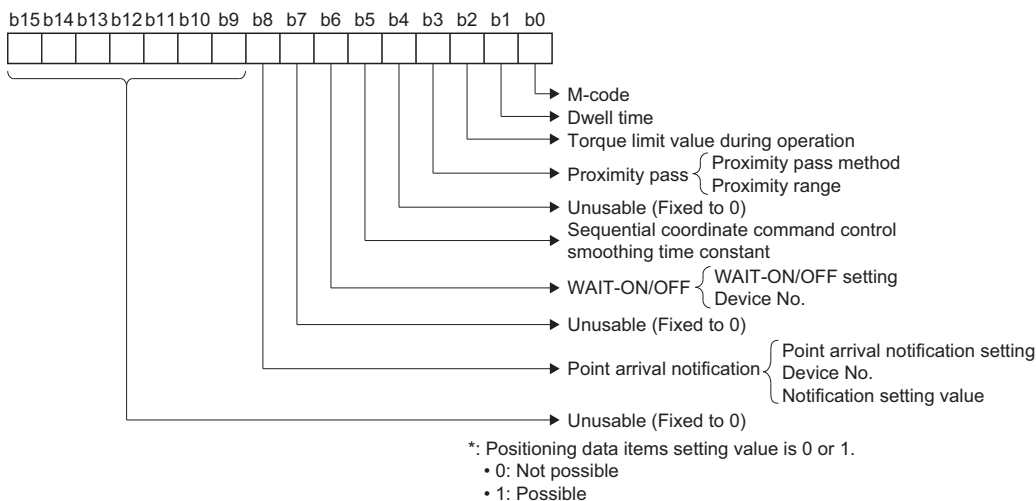 b15 b14 b13 b12 b11 b10 b9 b8 b7 b6 b5 b4 b3 b2 b1 b0
M-code
Dwell time
Torque limit value during operation
Proximity pass
Proximity pass method
Proximity range
Unusable (Fixed to 0)
Sequential coordinate command control
smoothing time constant
WAIT-ON/OFF
WAIT-ON/OFF setting
Device No.
Unusable (Fixed to 0)
Point arrival notification
Point arrival notification setting
Device No.
Notification setting value
Unusable (Fixed to 0)
*: Positioning data items setting value is 0 or 1.
• 0: Not possible
• 1: Possible